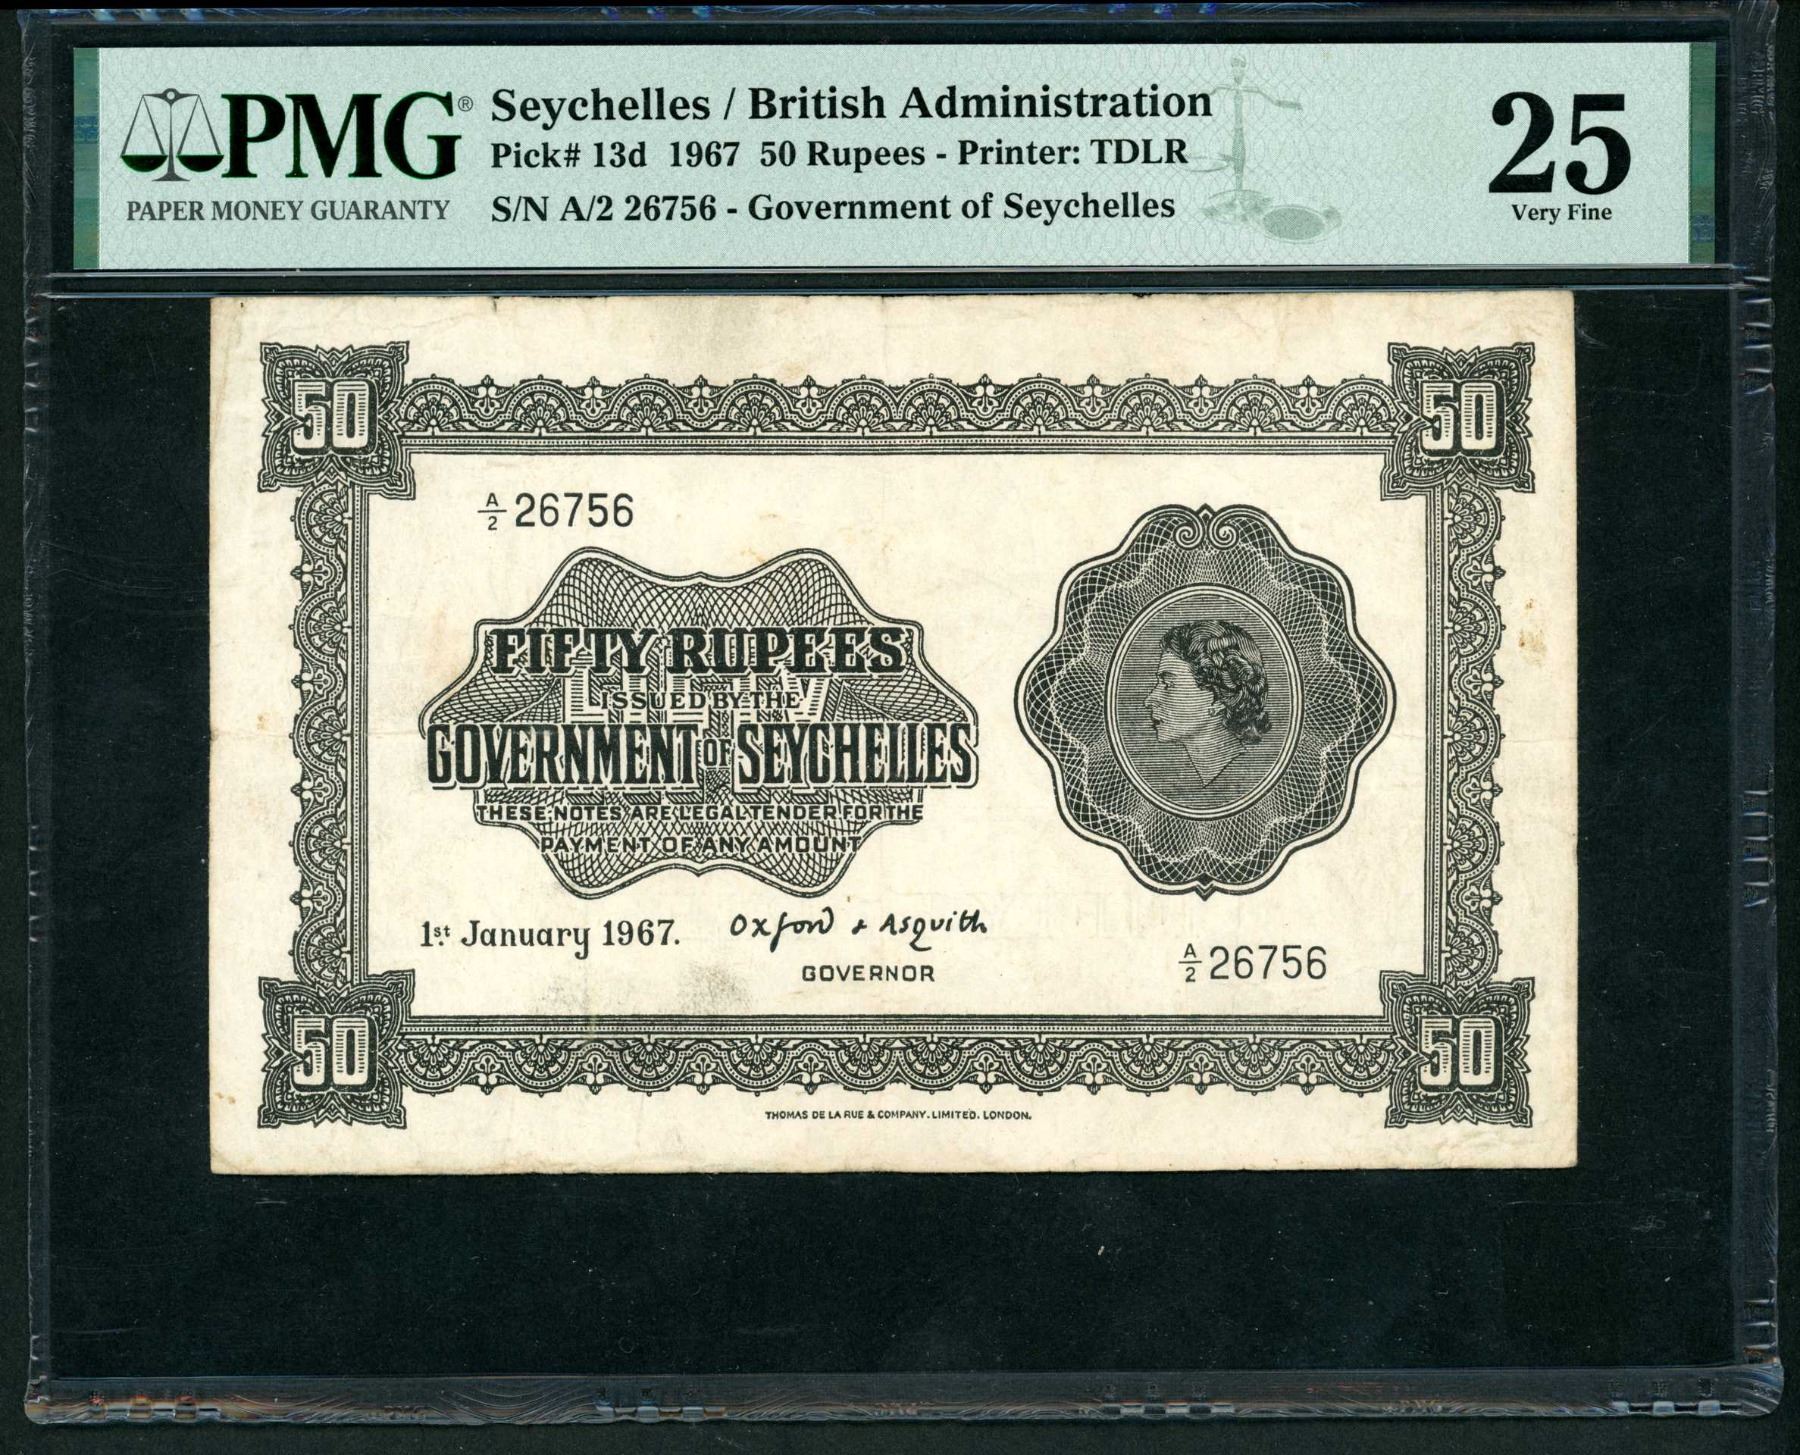 PMG®
PAPER MONEY GUARANTY
Seychelles / British Administration
Pick# 13d 1967 50 Rupees - Printer: TDLR
S/N A/2 26756 - Government of Seychelles
25
Very Fine
50
50
A/2 26756
FIFTY RUPEES
ISSUED BY THE
GOVERNMENT OF SEYCHELLES
THESE NOTES ARE LEGAL TENDER FOR THE
PAYMENT OF ANY AMOUNT
1st January 1967.
Oxford & Asquith
GOVERNOR
A/2 26756
50
50
THOMAS DE LA RUE & COMPANY. LIMITED. LONDON.